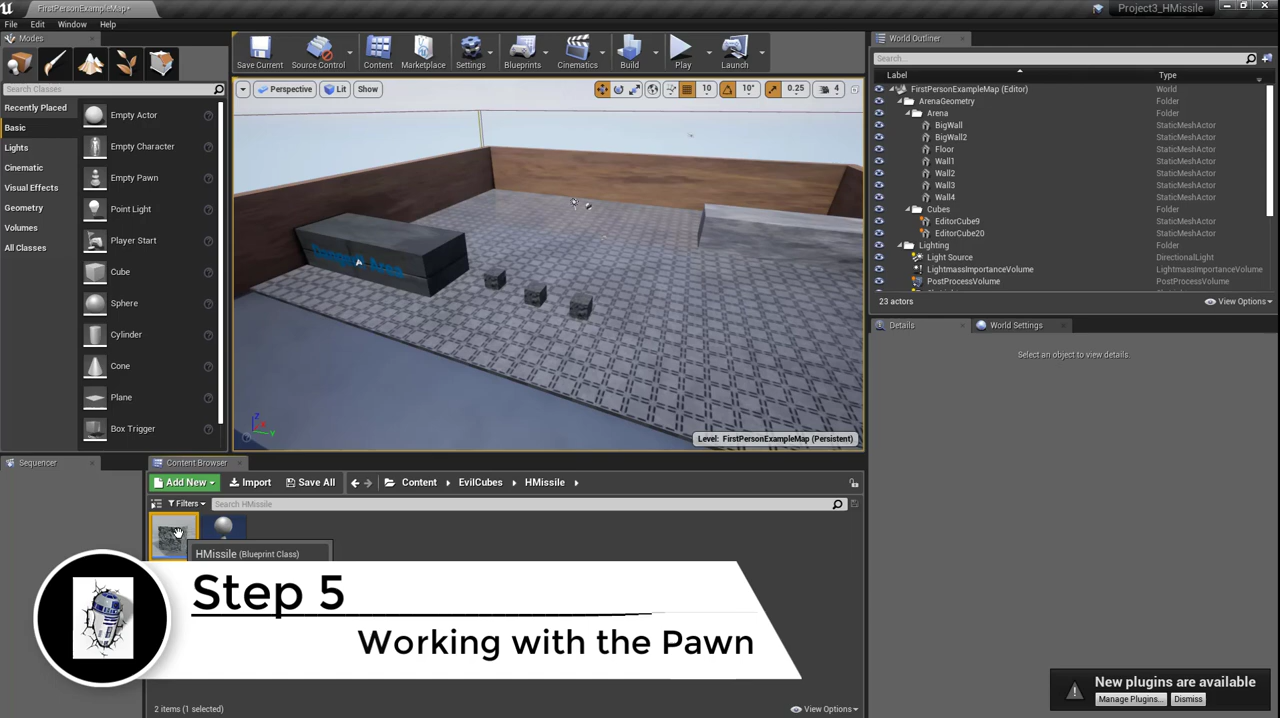 FirstPersonExampleMap*
Project3_HMissile
File Edit Window Help
Modes
Search Classes
Recently Placed
Basic
Lights
Cinematic
Visual Effects
Geometry
Volumes
All Classes
Empty Actor
Empty Character
Empty Pawn
Point Light
Player Start
Cube
Sphere
Cylinder
Cone
Plane
Box Trigger
Save Current
Source Control
Content
Marketplace
Settings
Blueprints
Cinematics
Build
Play
Launch
Perspective
Lit
Show
10
10°
0.25
4
Level: FirstPersonExampleMap (Persistent)
World Outliner
Search...
Label Type
FirstPersonExampleMap (Editor) World
ArenaGeometry Folder
Arena Folder
BigWall StaticMeshActor
BigWall2 StaticMeshActor
Floor StaticMeshActor
Wall1 StaticMeshActor
Wall2 StaticMeshActor
Wall3 StaticMeshActor
Wall4 StaticMeshActor
Cubes Folder
EditorCube9 StaticMeshActor
EditorCube20 StaticMeshActor
Lighting Folder
Light Source DirectionalLight
LightmassImportanceVolume LightmassImportanceVolume
PostProcessVolume PostProcessVolume
23 actors
View Options
Details
World Settings
Select an object to view details.
Sequencer
Content Browser
Add New
Import
Save All
Content
EvilCubes
HMissile
Filters
Search HMissile
HMissile (Blueprint Class)
Step 5
Working with the Pawn
2 items (1 selected)
View Options
New plugins are available
Manage Plugins...
Dismiss